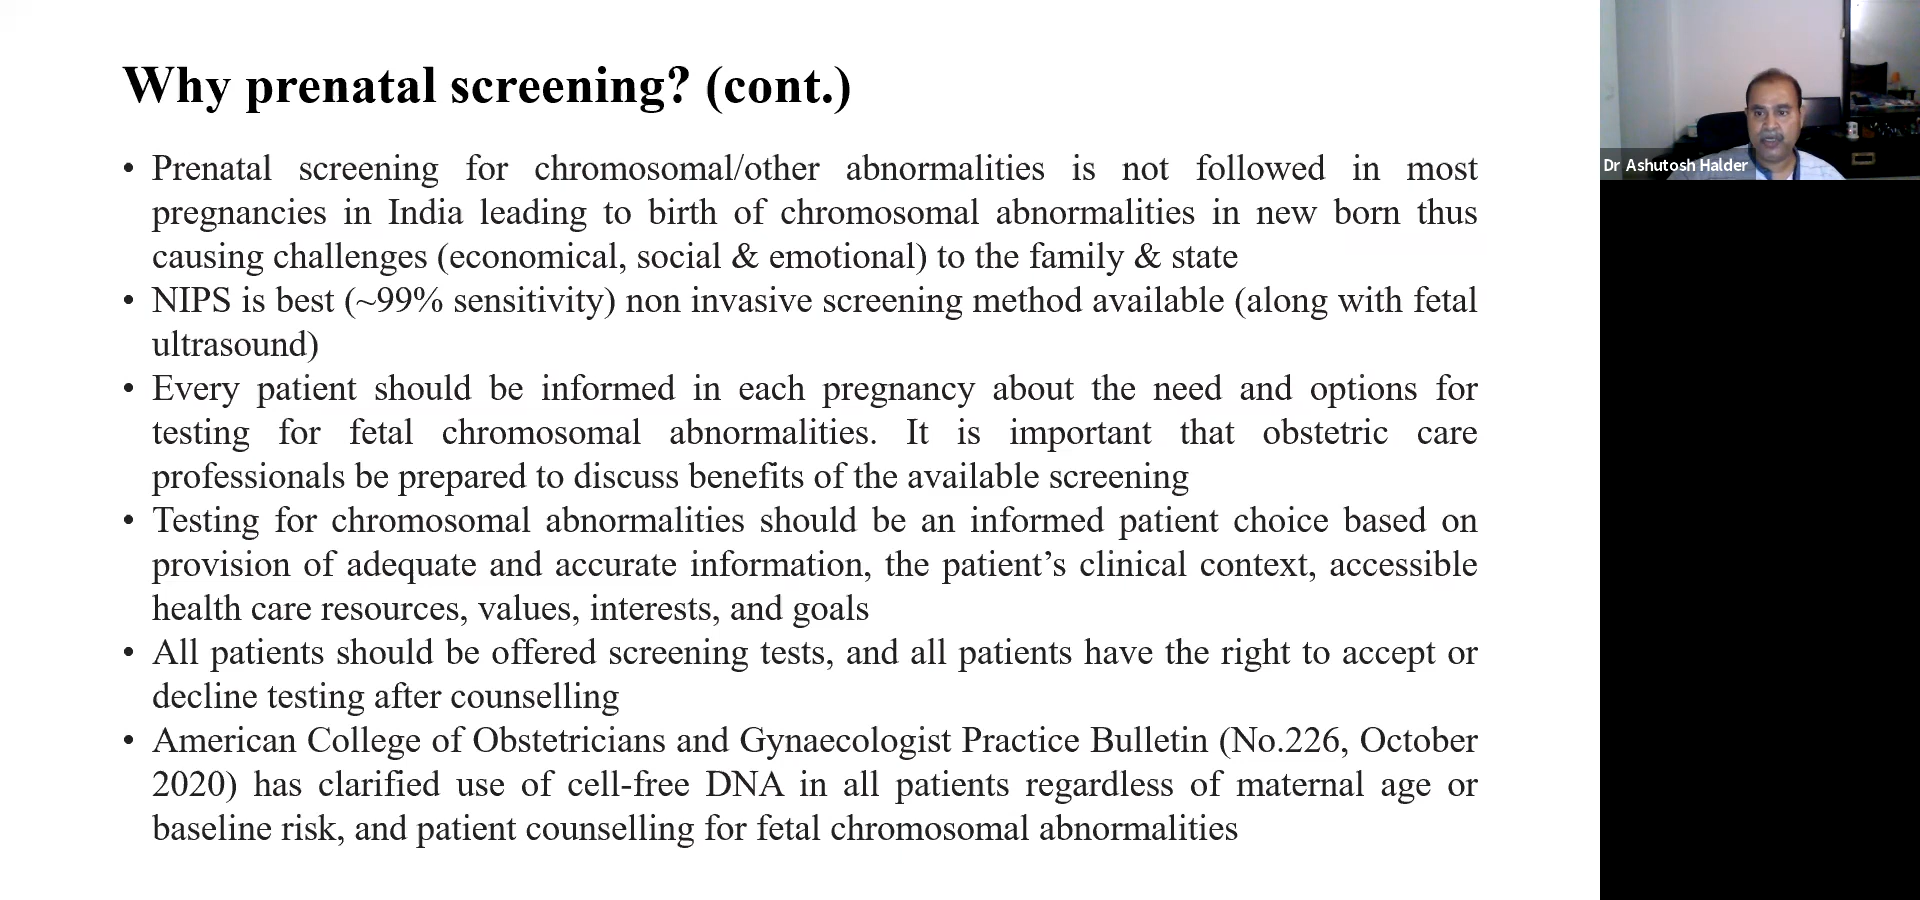 Why prenatal screening? (cont.)
• Prenatal screening for chromosomal/other abnormalities is not followed in most
pregnancies in India leading to birth of chromosomal abnormalities in new born thus
causing challenges (economical, social & emotional) to the family & state
• NIPS is best (~99% sensitivity) non invasive screening method available (along with fetal
ultrasound)
• Every patient should be informed in each pregnancy about the need and options for
testing for fetal chromosomal abnormalities. It is important that obstetric care
professionals be prepared to discuss benefits of the available screening
• Testing for chromosomal abnormalities should be an informed patient choice based on
provision of adequate and accurate information, the patient’s clinical context, accessible
health care resources, values, interests, and goals
• All patients should be offered screening tests, and all patients have the right to accept or
decline testing after counselling
• American College of Obstetricians and Gynaecologist Practice Bulletin (No.226, October
2020) has clarified use of cell-free DNA in all patients regardless of maternal age or
baseline risk, and patient counselling for fetal chromosomal abnormalities
Dr Ashutosh Halder